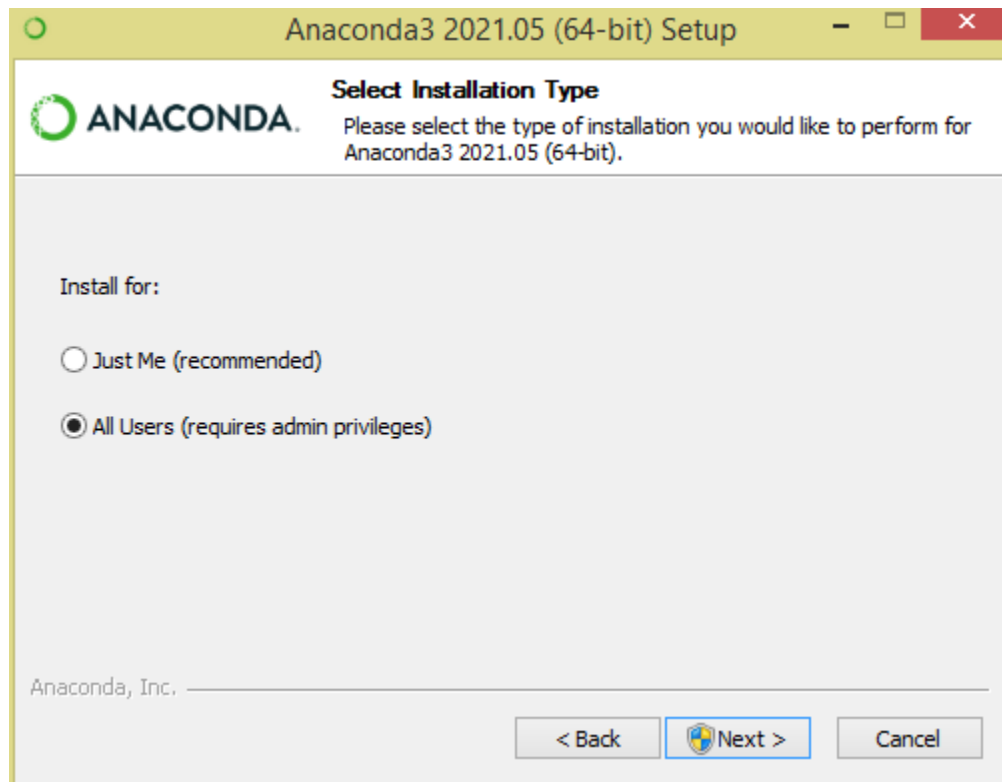 Anaconda3 2021.05 (64-bit) Setup
ANACONDA.
Select Installation Type
Please select the type of installation you would like to perform for
Anaconda3 2021.05 (64-bit).
Install for:
Just Me (recommended)
All Users (requires admin privileges)
Anaconda, Inc.
< Back
Next >
Cancel